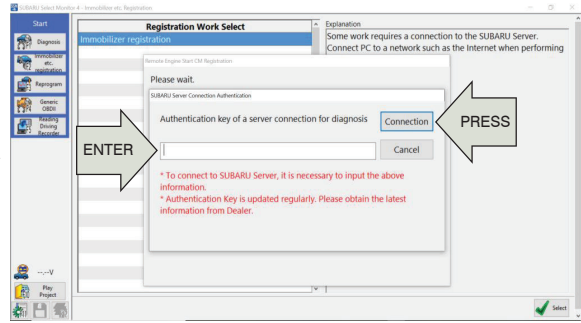 SUBARU Select Monitor 4 - Immobilizer etc. Registration
Start
Diagnosis
Immobilizer
etc.
registration
Reprogram
Generic
OBDII
Reading
Driving
Recorder
--.--V
Play
Project
Registration Work Select
Immobilizer registration
Explanation
Some work requires a connection to the SUBARU Server.
Connect PC to a network such as the Internet when performing
Remote Engine Start CM Registration
Please wait.
SUBARU Server Connection Authentication
Authentication key of a server connection for diagnosis
Connection
Cancel
ENTER
PRESS
* To connect to SUBARU Server, it is necessary to input the above
information.
* Authentication Key is updated regularly. Please obtain the latest
information from Dealer.
Select